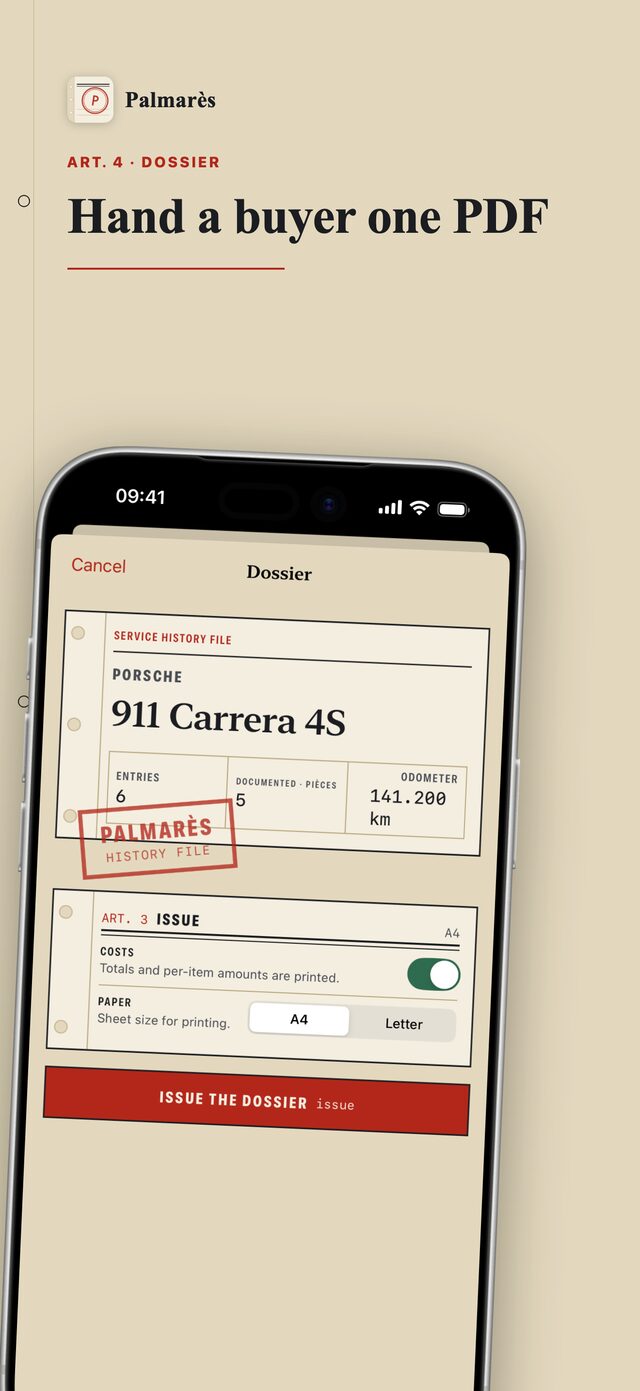 P
Palmarès
ART. 4 · DOSSIER
Hand a buyer one PDF
09:41
Cancel
Dossier
SERVICE HISTORY FILE
PORSCHE
911 Carrera 4S
ENTRIES
6
DOCUMENTED · PIÈCES
5
ODOMETER
141.200
km
PALMARÈS
HISTORY FILE
ART. 3 ISSUE
A4
COSTS
Totals and per-item amounts are printed.
PAPER
Sheet size for printing.
A4
Letter
ISSUE THE DOSSIER issue